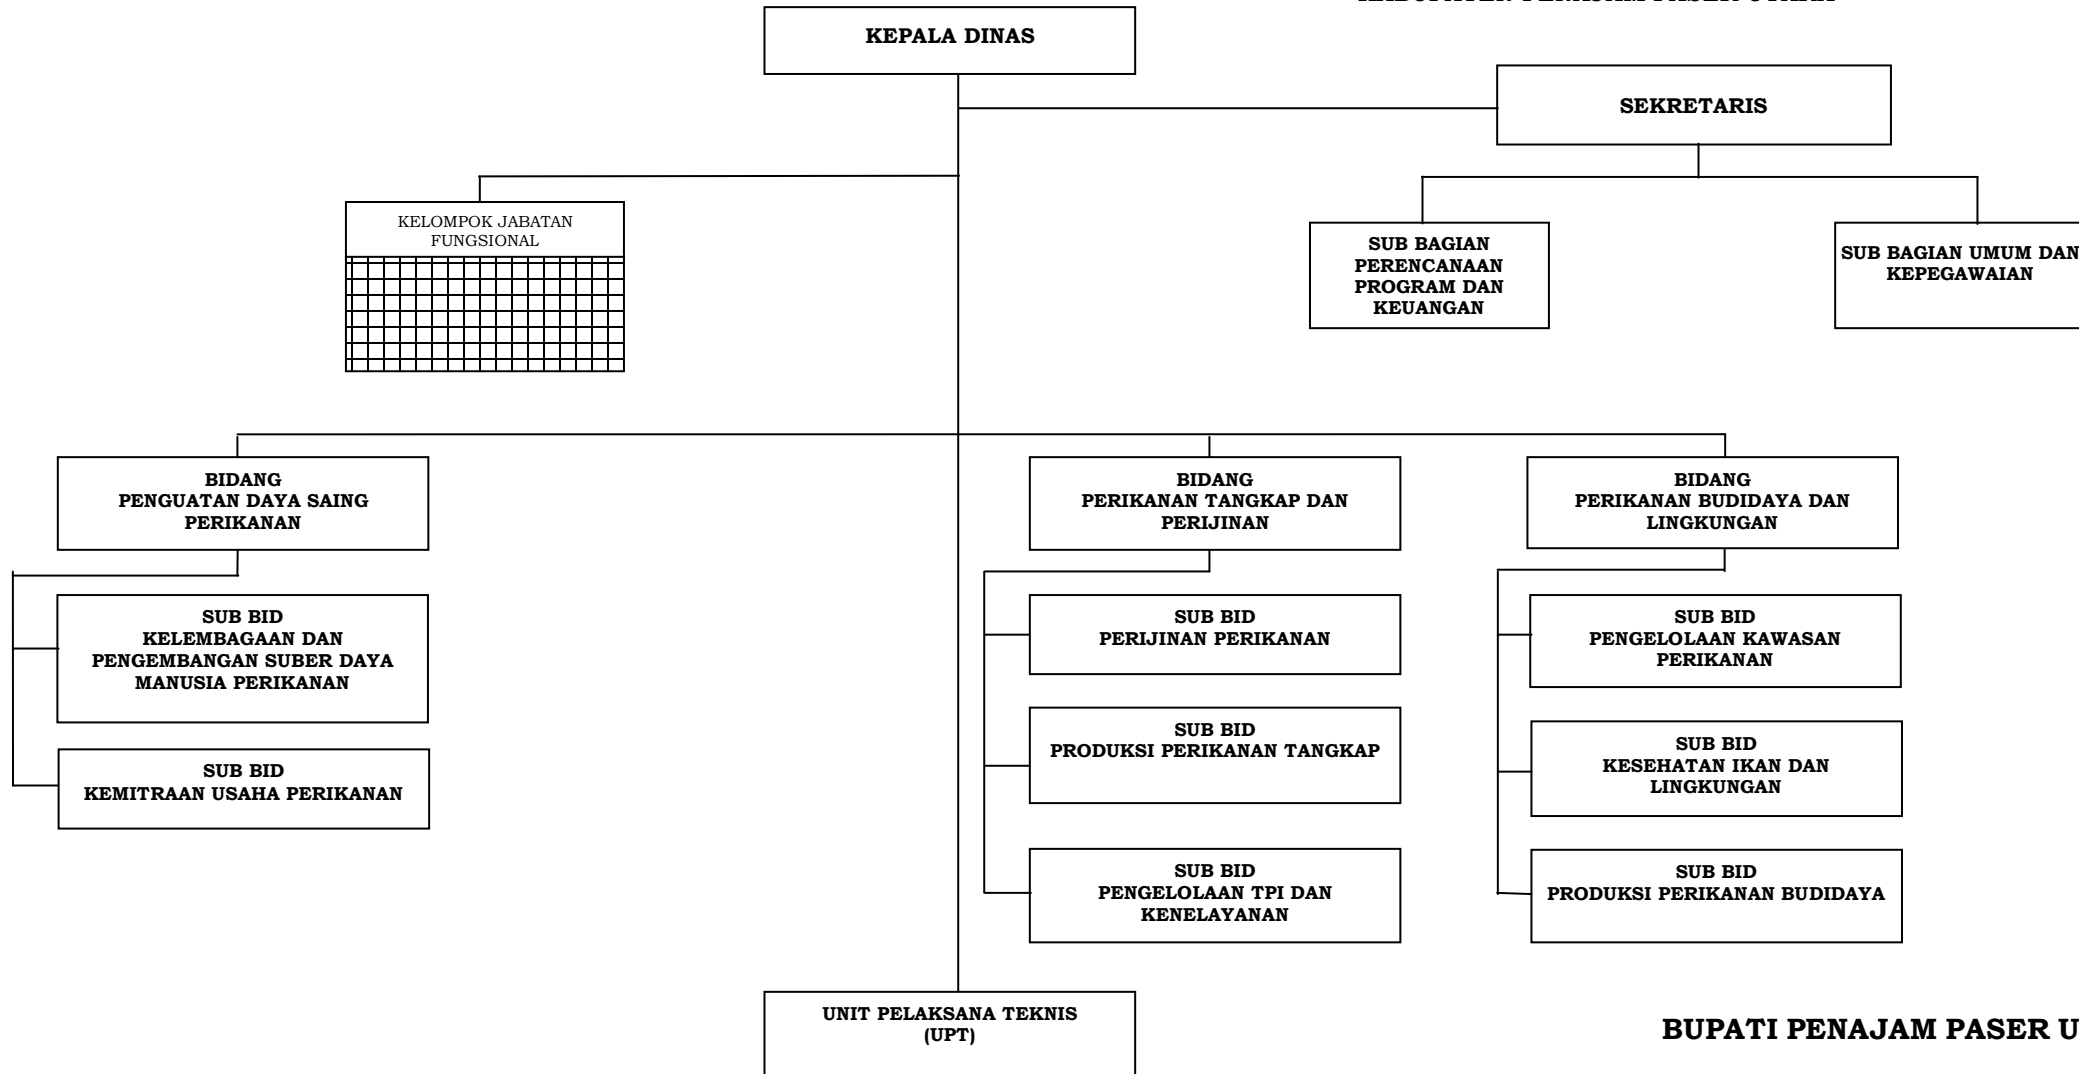 KEPALA DINAS
SEKRETARIS
KELOMPOK JABATAN
FUNGSIONAL
SUB BAGIAN
PERENCANAAN
PROGRAM DAN
KEUANGAN
SUB BAGIAN UMUM DAN
KEPEGAWAIAN
BIDANG
PENGUATAN DAYA SAING
PERIKANAN
BIDANG
PERIKANAN TANGKAP DAN
PERIJINAN
BIDANG
PERIKANAN BUDIDAYA DAN
LINGKUNGAN
SUB BID
KELEMBAGAAN DAN
PENGEMBANGAN SUBER DAYA
MANUSIA PERIKANAN
SUB BID
KEMITRAAN USAHA PERIKANAN
SUB BID
PERIJINAN PERIKANAN
SUB BID
PRODUKSI PERIKANAN TANGKAP
SUB BID
PENGELOLAAN TPI DAN
KENELAYANAN
SUB BID
PENGELOLAAN KAWASAN
PERIKANAN
SUB BID
KESEHATAN IKAN DAN
LINGKUNGAN
SUB BID
PRODUKSI PERIKANAN BUDIDAYA
UNIT PELAKSANA TEKNIS
(UPT)
BUPATI PENAJAM PASER U